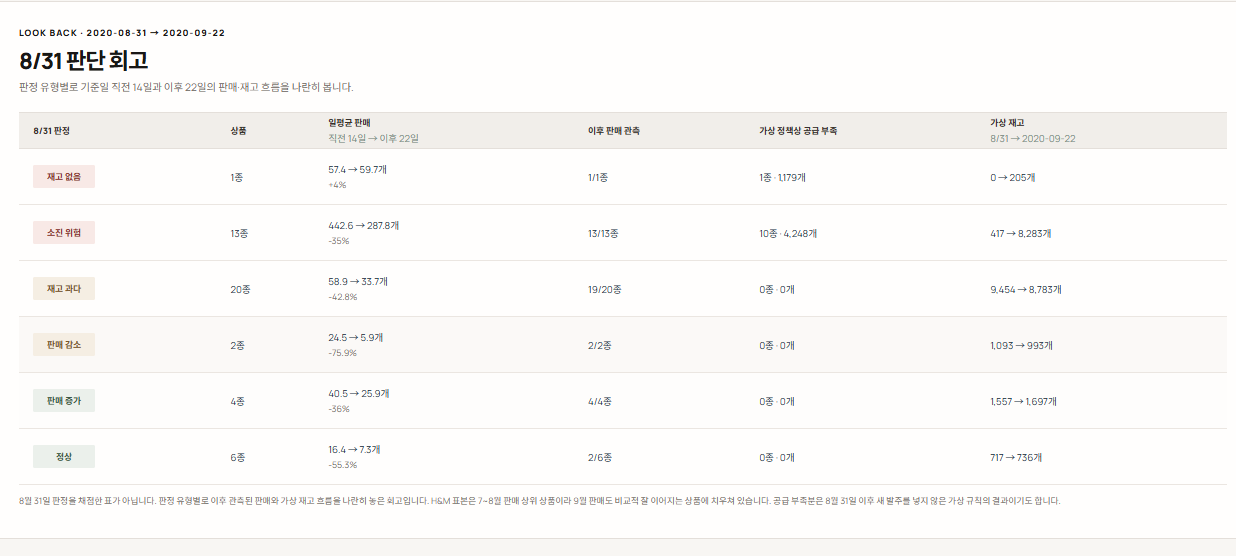 LOOK BACK · 2020-08-31 → 2020-09-22
8/31 판단 회고
판정 유형별로 기준일 직전 14일과 이후 22일의 판매·재고 흐름을 나란히 봅니다.
8/31 판정 상품 일평균 판매 이후 판매 관측 가상 정책상 공급 부족 가상 재고
직전 14일 → 이후 22일 8/31 → 2020-09-22
재고 없음 1종 57.4 → 59.7개 1/1종 1종 · 1,179개 0 → 205개
+4%
소진 위험 13종 442.6 → 287.8개 13/13종 10종 · 4,248개 417 → 8,283개
-35%
재고 과다 20종 58.9 → 33.7개 19/20종 0종 · 0개 9,454 → 8,783개
-42.8%
판매 감소 2종 24.5 → 5.9개 2/2종 0종 · 0개 1,093 → 993개
-75.9%
판매 증가 4종 40.5 → 25.9개 4/4종 0종 · 0개 1,557 → 1,697개
-36%
정상 6종 16.4 → 7.3개 2/6종 0종 · 0개 717 → 736개
-55.3%
8월 31일 판정을 채점한 표가 아닙니다. 판정 유형별로 이후 관측된 판매와 가상 재고 흐름을 나란히 놓은 회고입니다. H&M 표본은 7~8월 판매 상위 상품이라 9월 판매도 비교적 잘 이어지는 상품에 치우쳐 있습니다. 공급 부족분은 8월 31일 이후 새 발주를 넣지 않은 가상 규칙의 결과이기도 합니다.